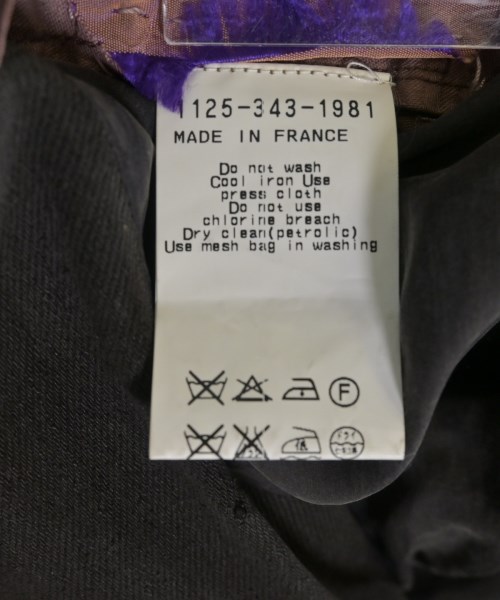 1125-343-1981
MADE IN FRANCE
Do not wash
Cool iron Use
press cloth
Do not use
chlorine breach
Dry clean(petrolic)
Use mesh bag in washing
F